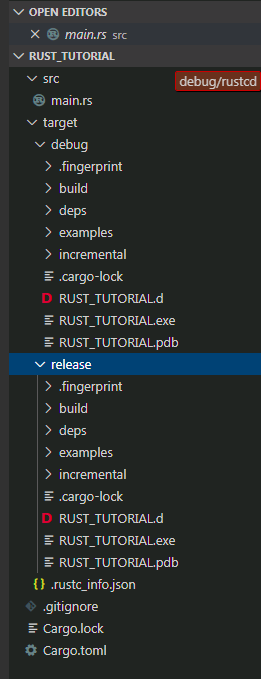 OPEN EDITORS
main.rs src
RUST_TUTORIAL
src
debug/rustcd
main.rs
target
debug
.fingerprint
build
deps
examples
incremental
.cargo-lock
D RUST_TUTORIAL.d
RUST_TUTORIAL.exe
RUST_TUTORIAL.pdb
release
.fingerprint
build
deps
examples
incremental
.cargo-lock
D RUST_TUTORIAL.d
RUST_TUTORIAL.exe
RUST_TUTORIAL.pdb
{} .rustc_info.json
.gitignore
Cargo.lock
Cargo.toml